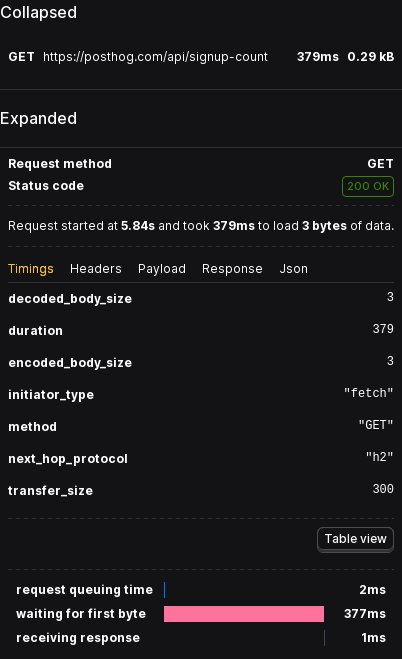 Collapsed
GET https://posthog.com/api/signup-count 379ms 0.29 kB
Expanded
Request method GET
Status code 200 OK
Request started at 5.84s and took 379ms to load 3 bytes of data.
Timings Headers Payload Response Json
decoded_body_size 3
duration 379
encoded_body_size 3
initiator_type "fetch"
method "GET"
next_hop_protocol "h2"
transfer_size 300
Table view
request queuing time 2ms
waiting for first byte 377ms
receiving response 1ms